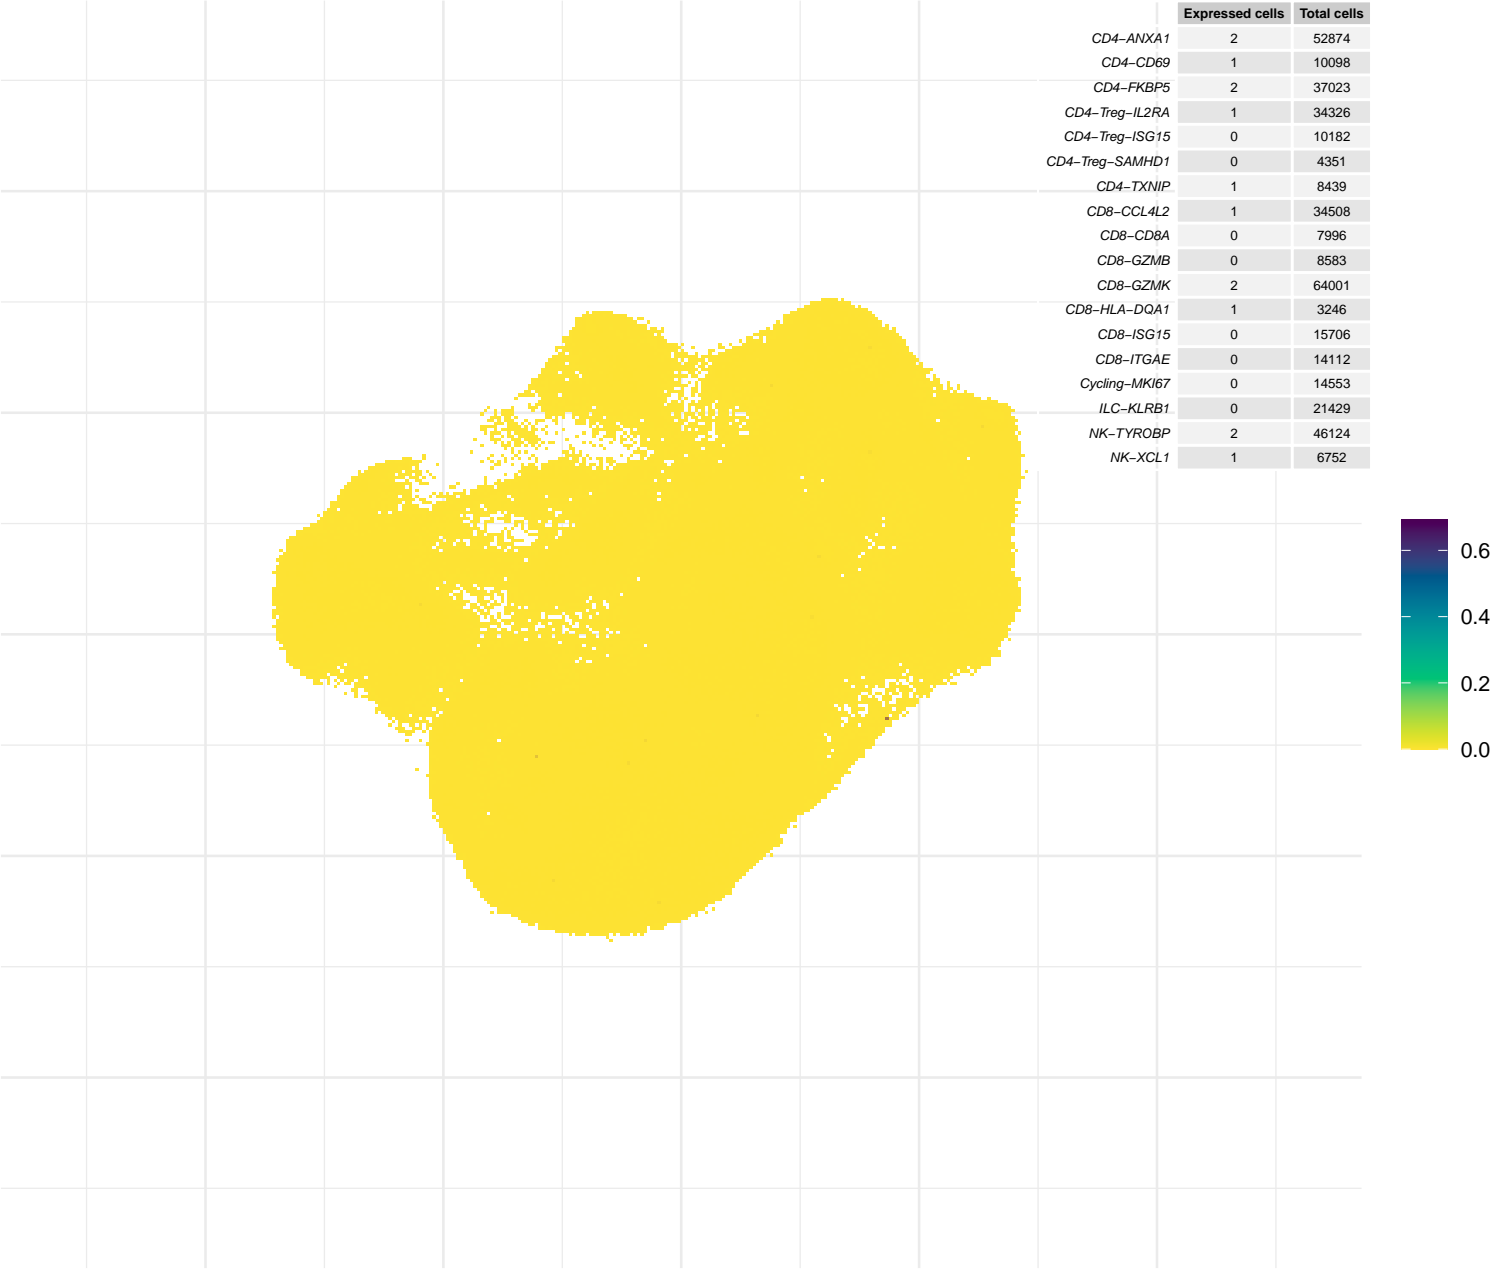 Expressed cells Total cells
CD4−ANXA1 2 52874
CD4−CD69 1 10098
CD4−FKBP5 2 37023
CD4−Treg−IL2RA 1 34326
CD4−Treg−ISG15 0 10182
CD4−Treg−SAMHD1 0 4351
CD4−TXNIP 1 8439
CD8−CCL4L2 1 34508
CD8−CD8A 0 7996
CD8−GZMB 0 8583
CD8−GZMK 2 64001
CD8−HLA−DQA1 1 3246
CD8−ISG15 0 15706
CD8−ITGAE 0 14112
Cycling−MKI67 0 14553
ILC−KLRB1 0 21429
NK−TYROBP 2 46124
NK−XCL1 1 6752
0.6
0.4
0.2
0.0